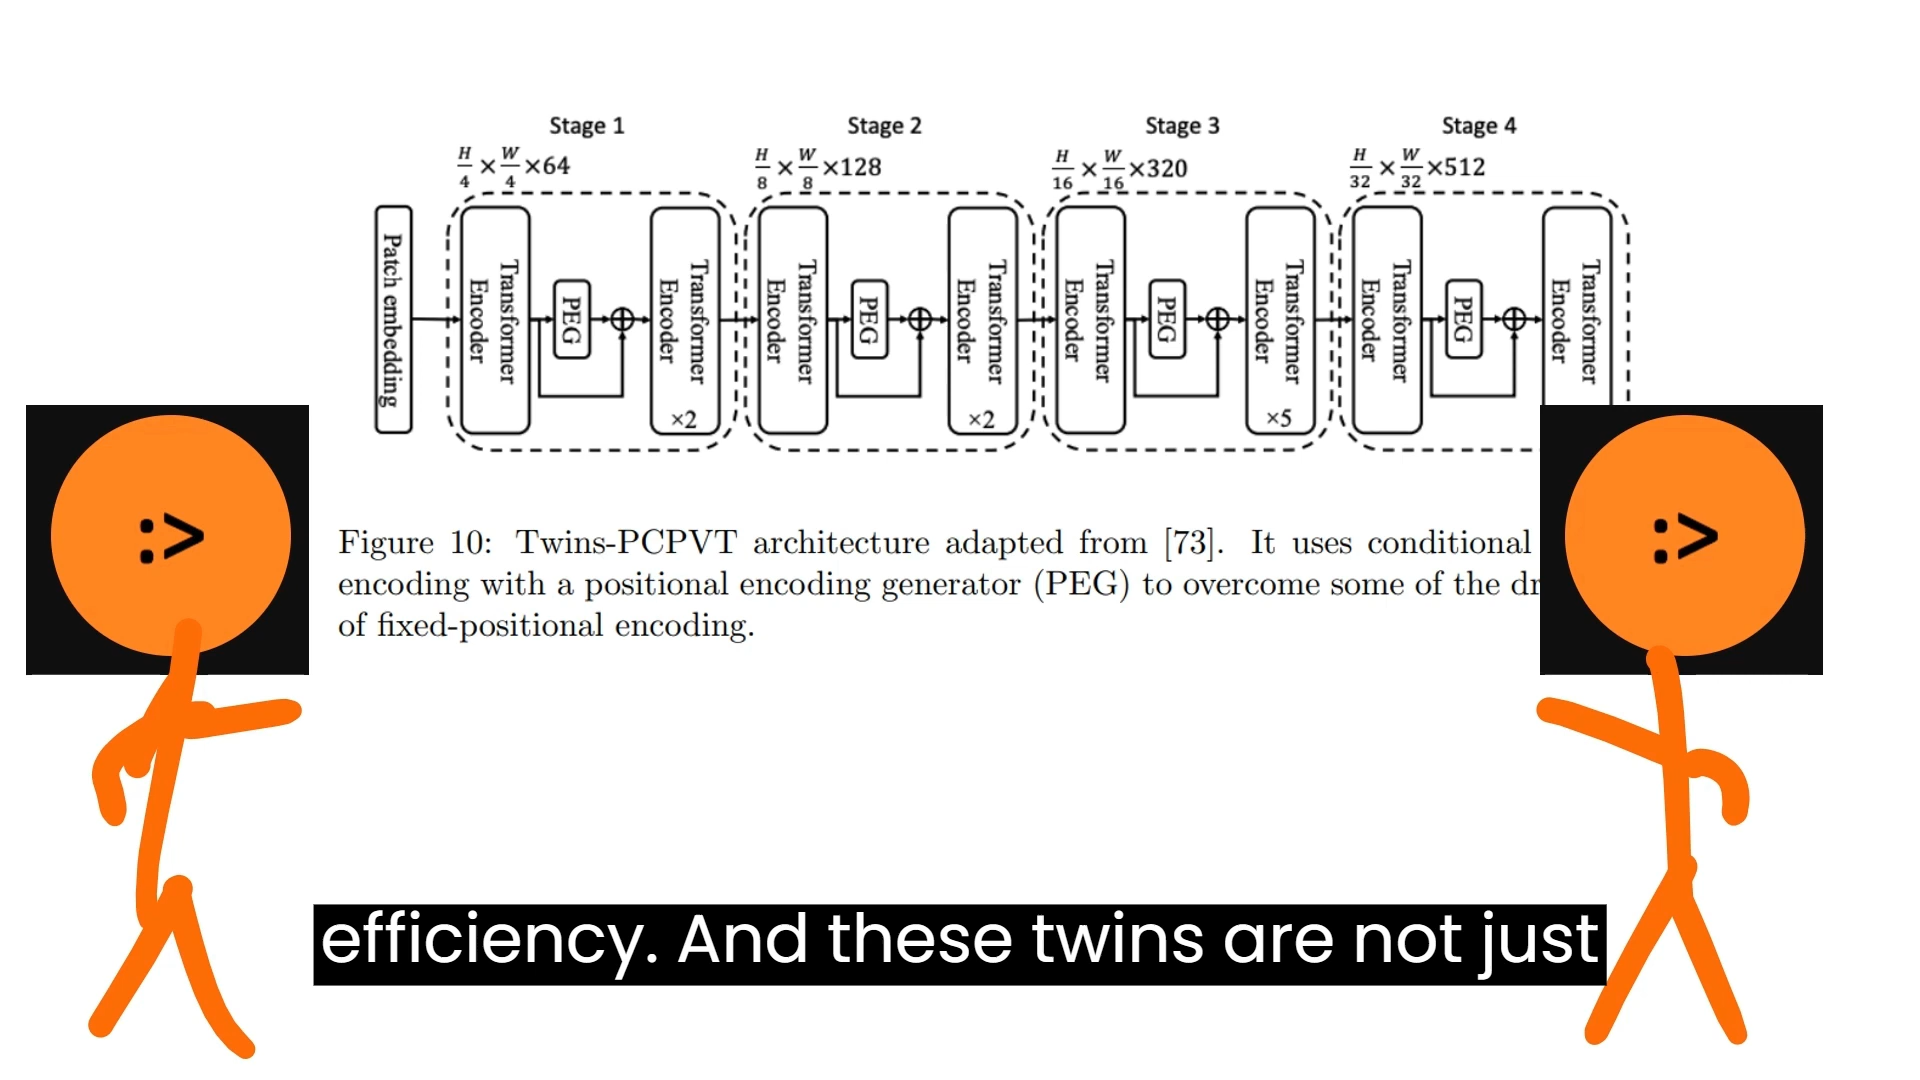 Stage 1
Stage 2
Stage 3
Stage 4
H/4 × W/4 ×64
H/8 × W/8 ×128
H/16 × W/16 ×320
H/32 × W/32 ×512
Patch embedding
Transformer
Encoder
PEG
Transformer
Encoder
×2
Transformer
Encoder
PEG
Transformer
Encoder
×2
Transformer
Encoder
PEG
Transformer
Encoder
×5
Transformer
Encoder
PEG
Transformer
Encoder
:>
:>
Figure 10: Twins-PCPVT architecture adapted from [73]. It uses conditional
encoding with a positional encoding generator (PEG) to overcome some of the
of fixed-positional encoding.
efficiency. And these twins are not just